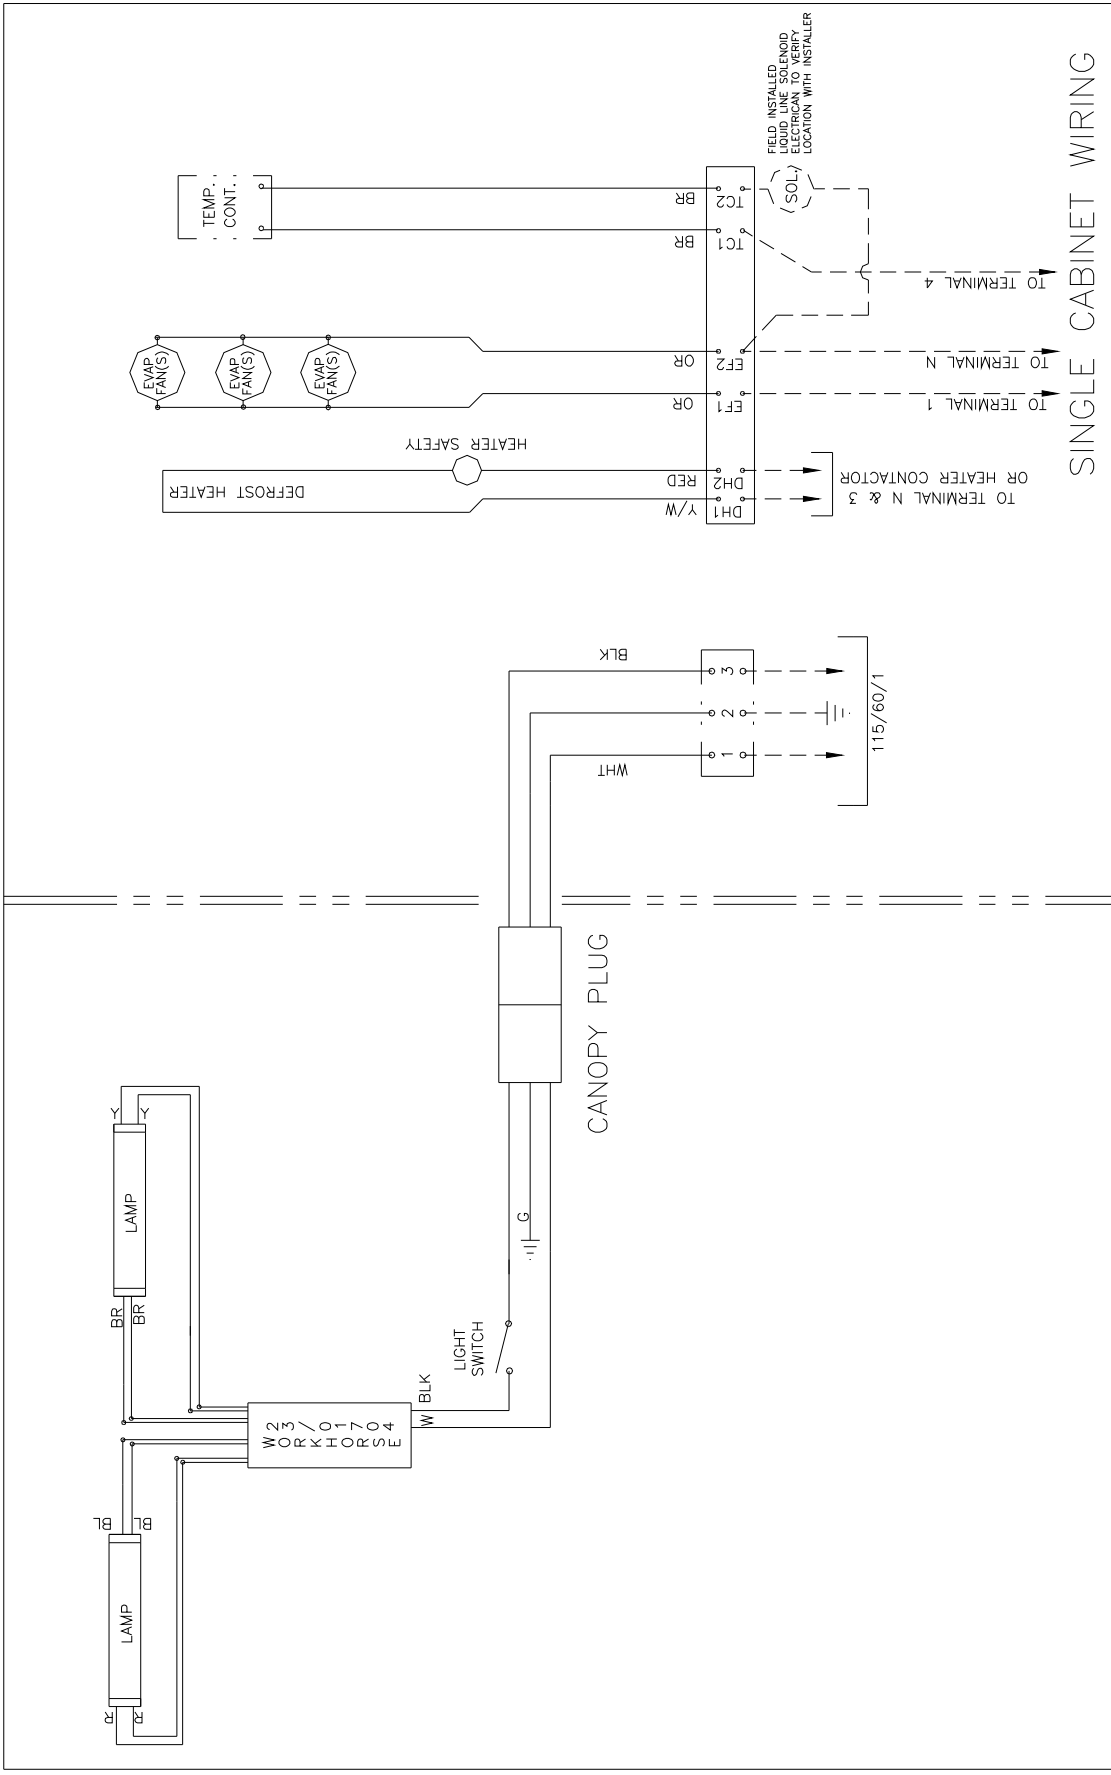 FIELD INSTALLED
LIQUID LINE SOLENOID
ELECTRICAN TO VERIFY
LOCATION WITH INSTALLER
TEMP.
CONT.
BR
BR
TC2
TC1
SOL.
TO TERMINAL 4
EVAP
FAN(S)
EVAP
FAN(S)
EVAP
FAN(S)
OR
OR
EF2
EF1
TO TERMINAL N
TO TERMINAL 1
HEATER SAFETY
DEFROST HEATER
RED
Y/W
DH2
DH1
TO TERMINAL N & 3
OR HEATER CONTACTOR
SINGLE CABINET WIRING
BLK
WHT
3
2
1
115/60/1
CANOPY PLUG
Y
Y
LAMP
BR
BR
G
LIGHT
SWITCH
BLK
W
WORKHORSE
23/01704
BL
BL
LAMP
R
R